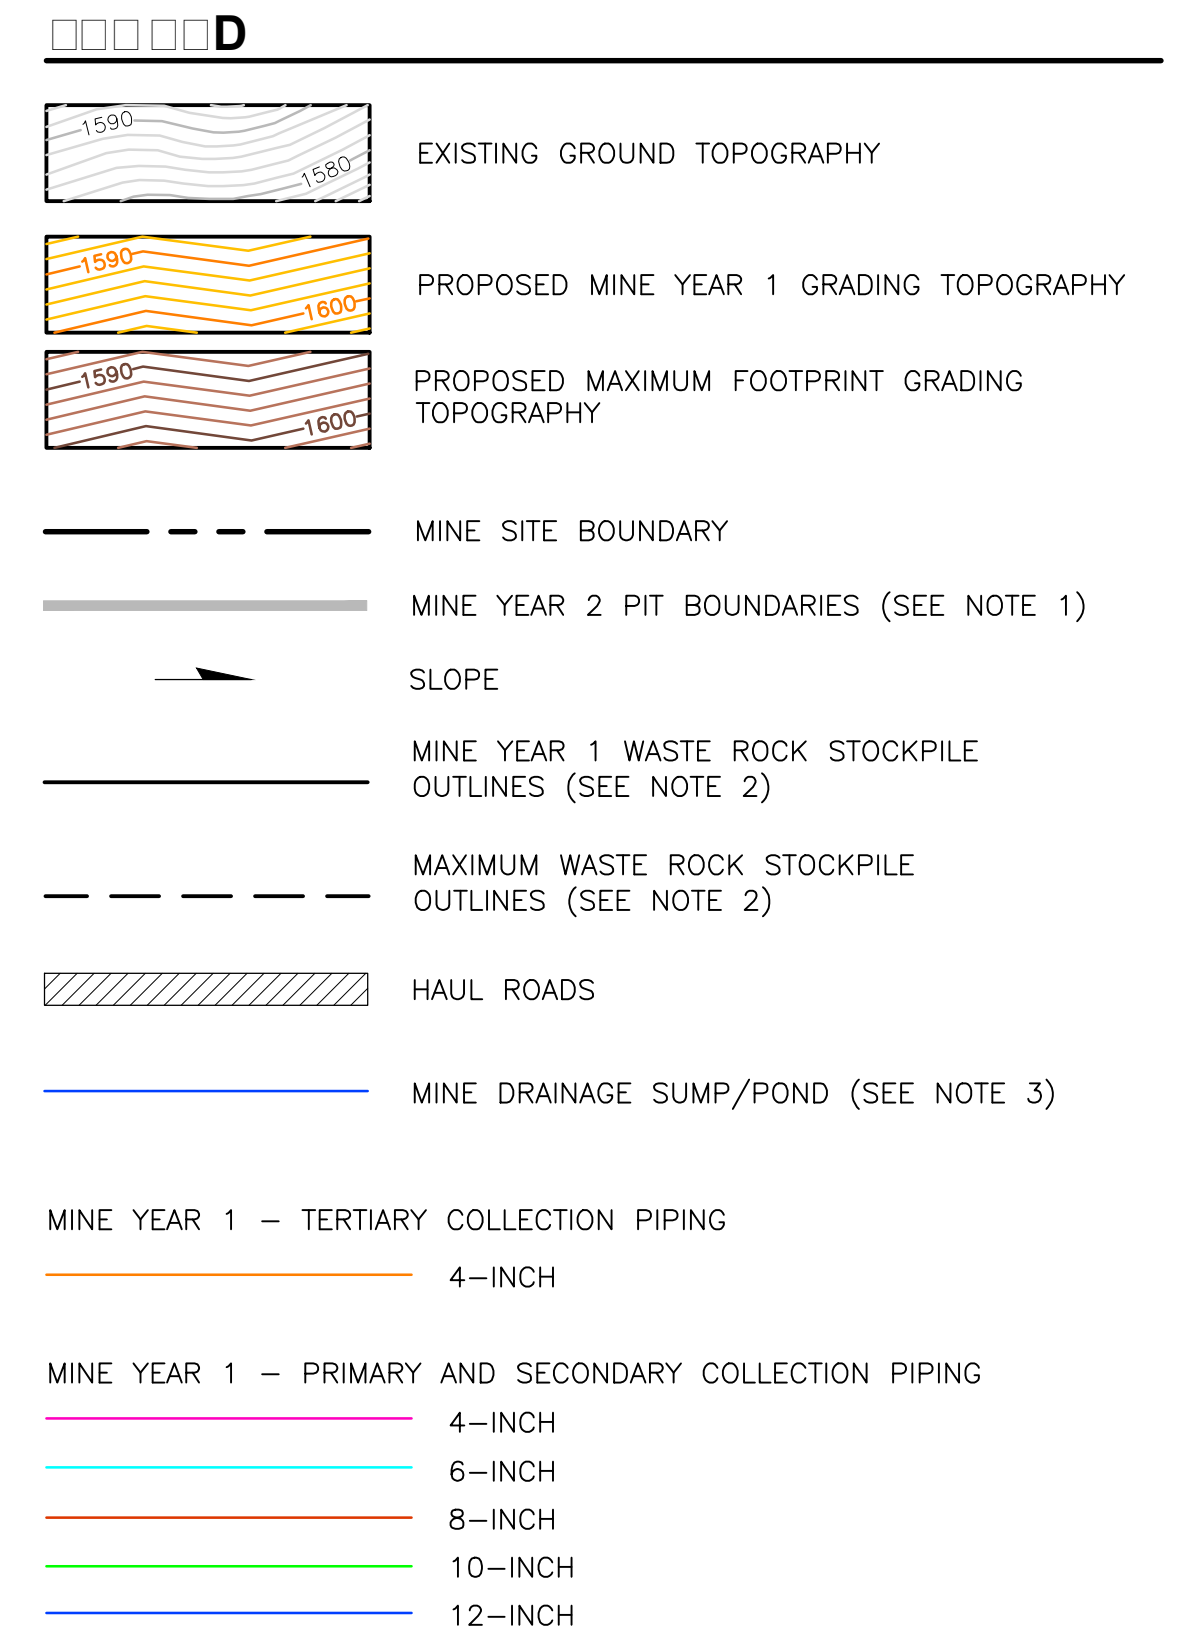 D
1590
1580
EXISTING GROUND TOPOGRAPHY
1590
1600
PROPOSED MINE YEAR 1 GRADING TOPOGRAPHY
1590
1600
PROPOSED MAXIMUM FOOTPRINT GRADING
TOPOGRAPHY
MINE SITE BOUNDARY
MINE YEAR 2 PIT BOUNDARIES (SEE NOTE 1)
SLOPE
MINE YEAR 1 WASTE ROCK STOCKPILE
OUTLINES (SEE NOTE 2)
MAXIMUM WASTE ROCK STOCKPILE
OUTLINES (SEE NOTE 2)
HAUL ROADS
MINE DRAINAGE SUMP/POND (SEE NOTE 3)
MINE YEAR 1 – TERTIARY COLLECTION PIPING
4–INCH
MINE YEAR 1 – PRIMARY AND SECONDARY COLLECTION PIPING
4–INCH
6–INCH
8–INCH
10–INCH
12–INCH